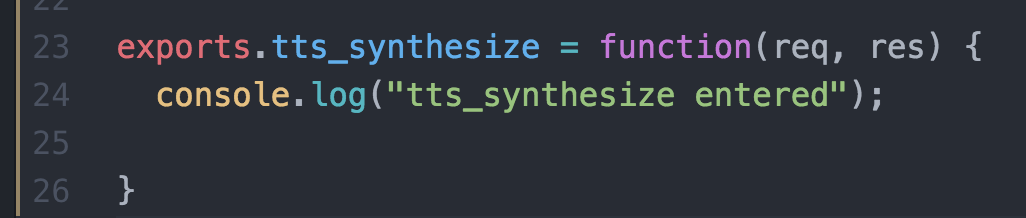 22
23 exports.tts_synthesize = function(req, res) {
24   console.log("tts_synthesize entered");
25
26 }